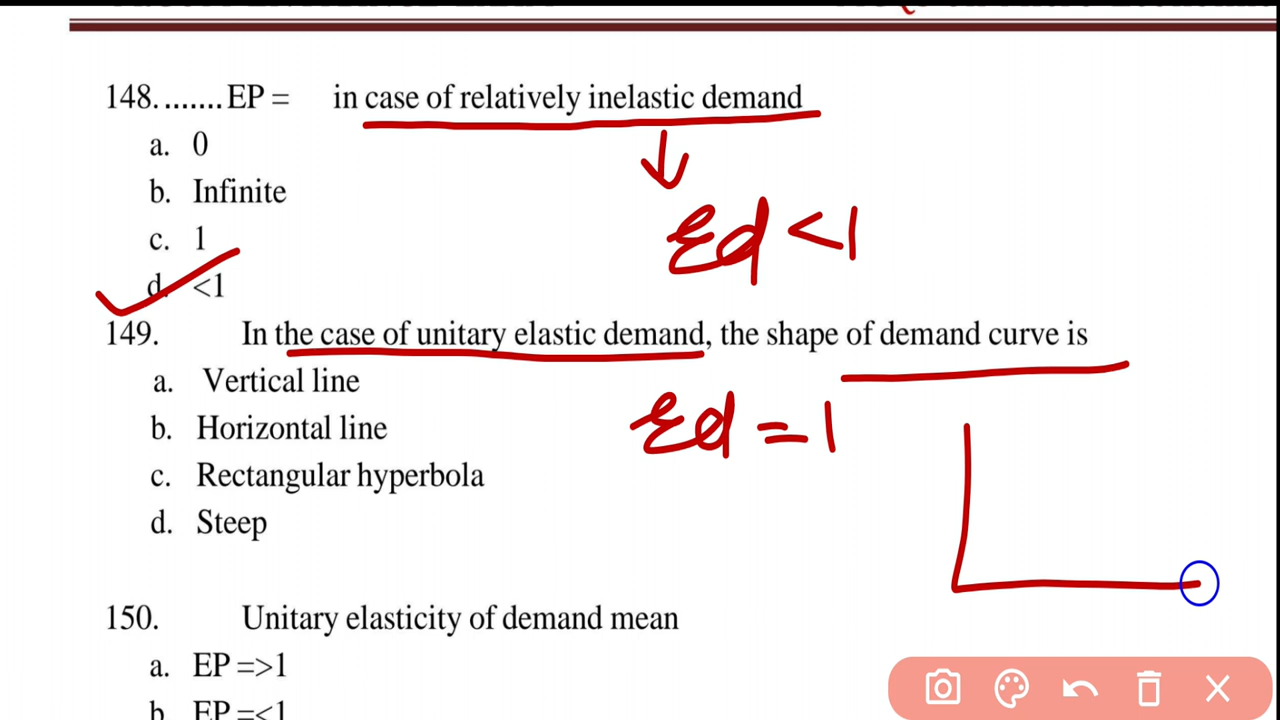 148. ....... EP = in case of relatively inelastic demand
a. 0
b. Infinite
c. 1
d. <1
Ed < 1
149. In the case of unitary elastic demand, the shape of demand curve is
a. Vertical line
b. Horizontal line
c. Rectangular hyperbola
d. Steep
Ed = 1
150. Unitary elasticity of demand mean
a. EP =>1
b. EP =<1